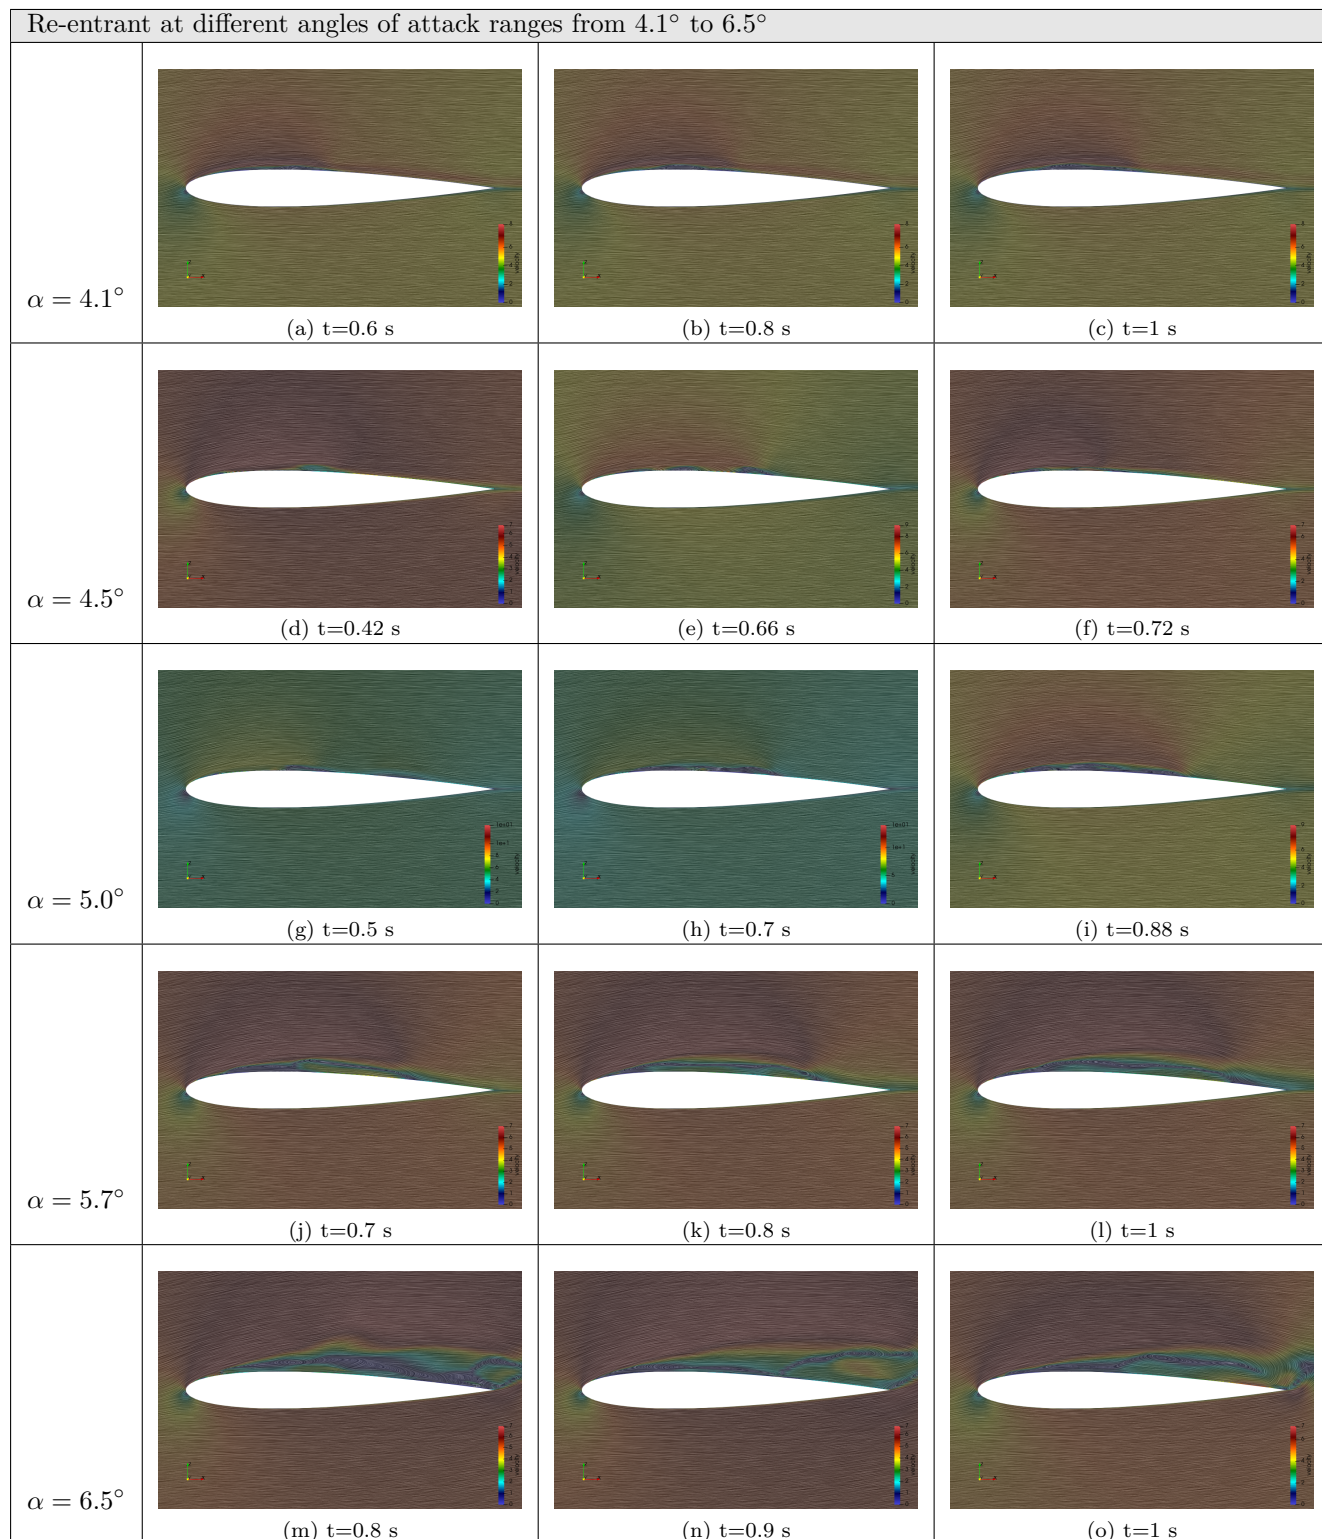 Re-entrant at different angles of attack ranges from 4.1° to 6.5°
α = 4.1°
(a) t=0.6 s
(b) t=0.8 s
(c) t=1 s
α = 4.5°
(d) t=0.42 s
(e) t=0.66 s
(f) t=0.72 s
α = 5.0°
(g) t=0.5 s
(h) t=0.7 s
(i) t=0.88 s
α = 5.7°
(j) t=0.7 s
(k) t=0.8 s
(l) t=1 s
α = 6.5°
(m) t=0.8 s
(n) t=0.9 s
(o) t=1 s